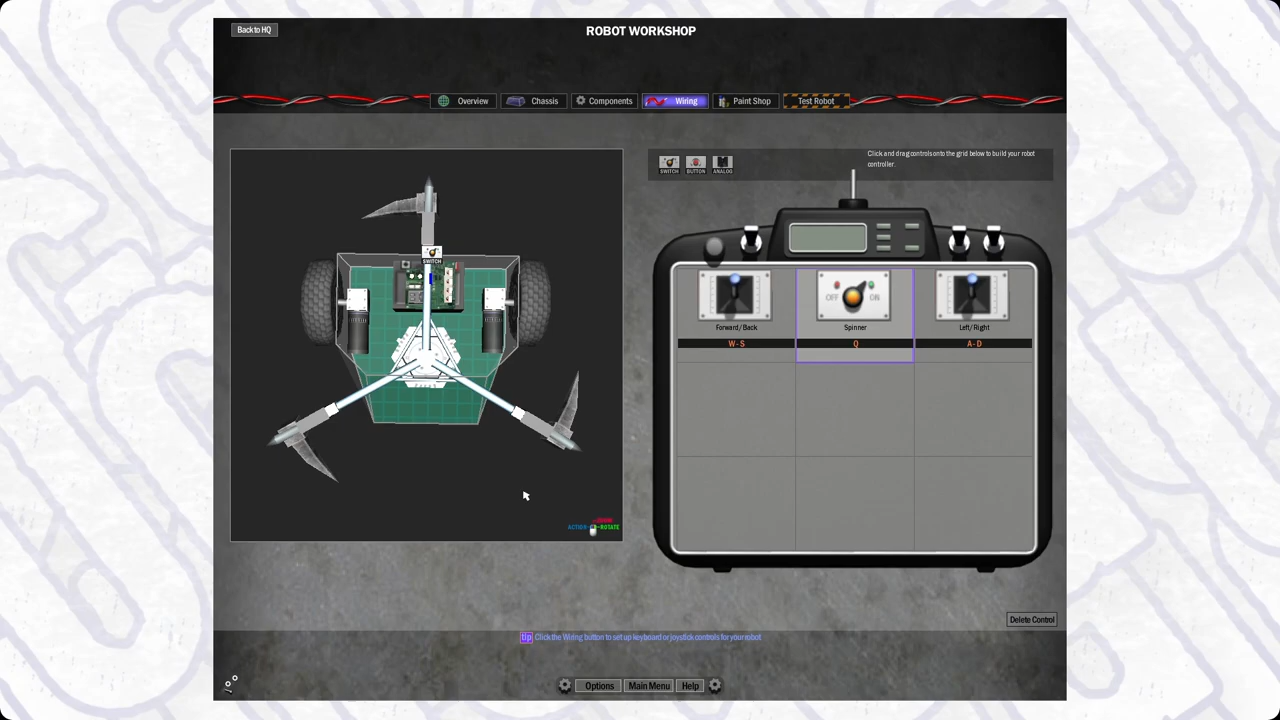 Back to HQ
ROBOT WORKSHOP
Overview
Chassis
Components
Wiring
Paint Shop
Test Robot
SWITCH
BUTTON
ANALOG
Click and drag controls onto the grid below to build your robot
controller.
SWITCH
OFF
ON
Forward/Back
Spinner
Left/Right
W-S
Q
A-D
ACTION
ROTATE
Delete Control
tip Click the Wiring button to set up keyboard or joystick controls for your robot
Options
Main Menu
Help